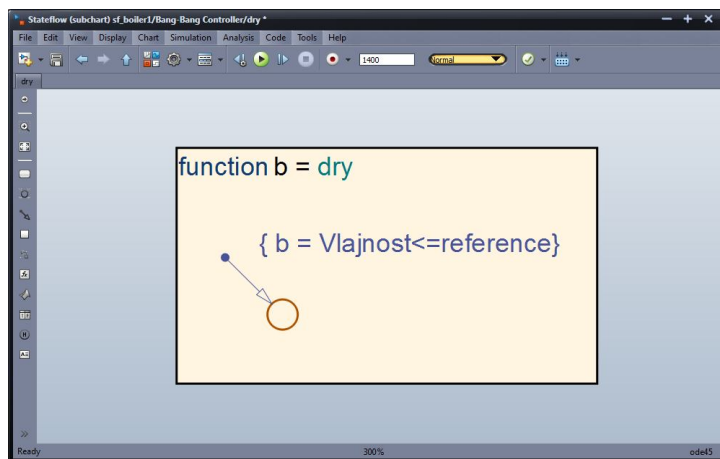 Stateflow (subchart) sf_boiler1/Bang-Bang Controller/dry *
File Edit View Display Chart Simulation Analysis Code Tools Help
1400 Normal
dry
function b = dry
{ b = Vlajnost<=reference}
Ready 300% ode45